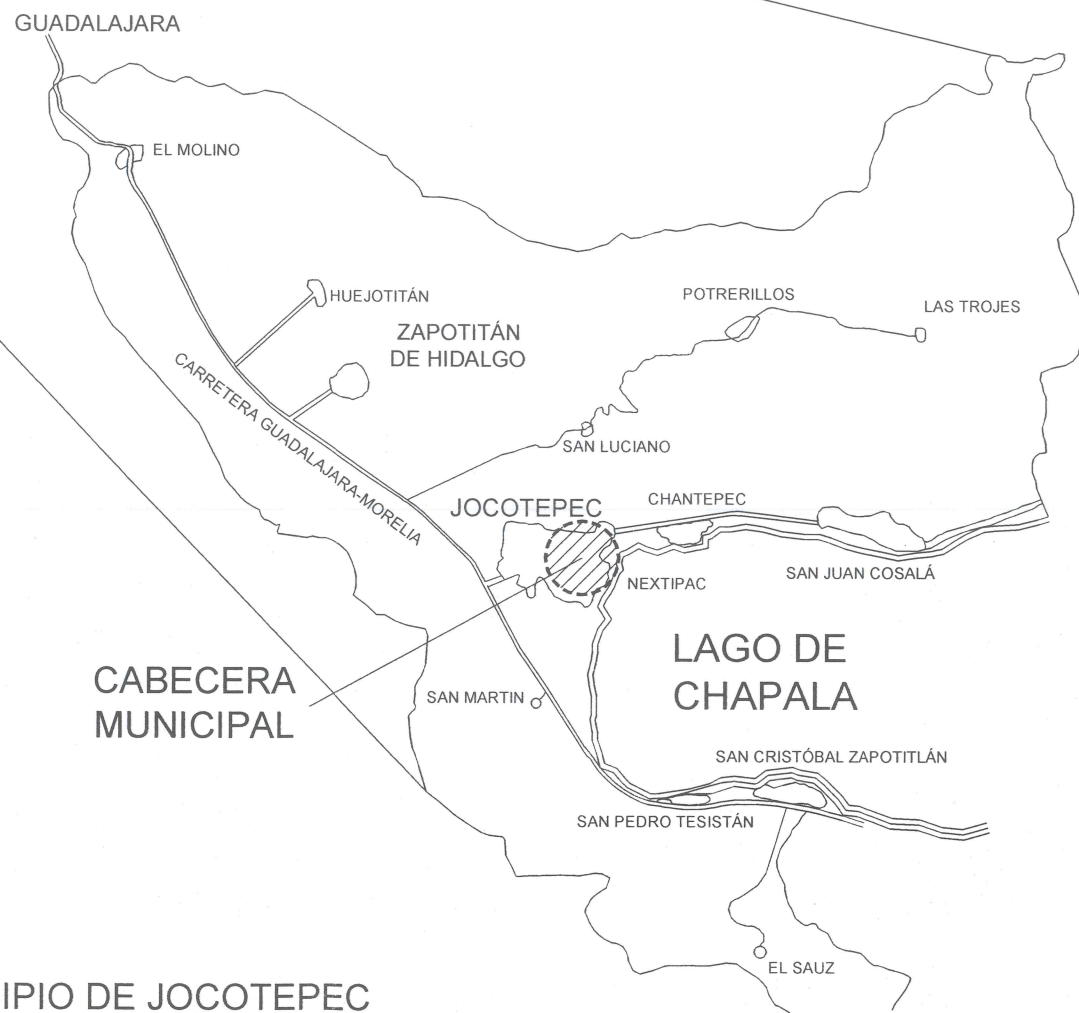 GUADALAJARA
EL MOLINO
HUEJOTITÁN
ZAPOTITÁN
DE HIDALGO
POTRERILLOS
LAS TROJES
CARRETERA GUADALAJARA-MORELIA
SAN LUCIANO
JOCOTEPEC
CHANTEPEC
SAN JUAN COSALÁ
NEXTIPAC
LAGO DE
CHAPALA
CABECERA
MUNICIPAL
SAN MARTIN
SAN CRISTÓBAL ZAPOTITLÁN
SAN PEDRO TESISTÁN
EL SAUZ
IPIO DE JOCOTEPEC